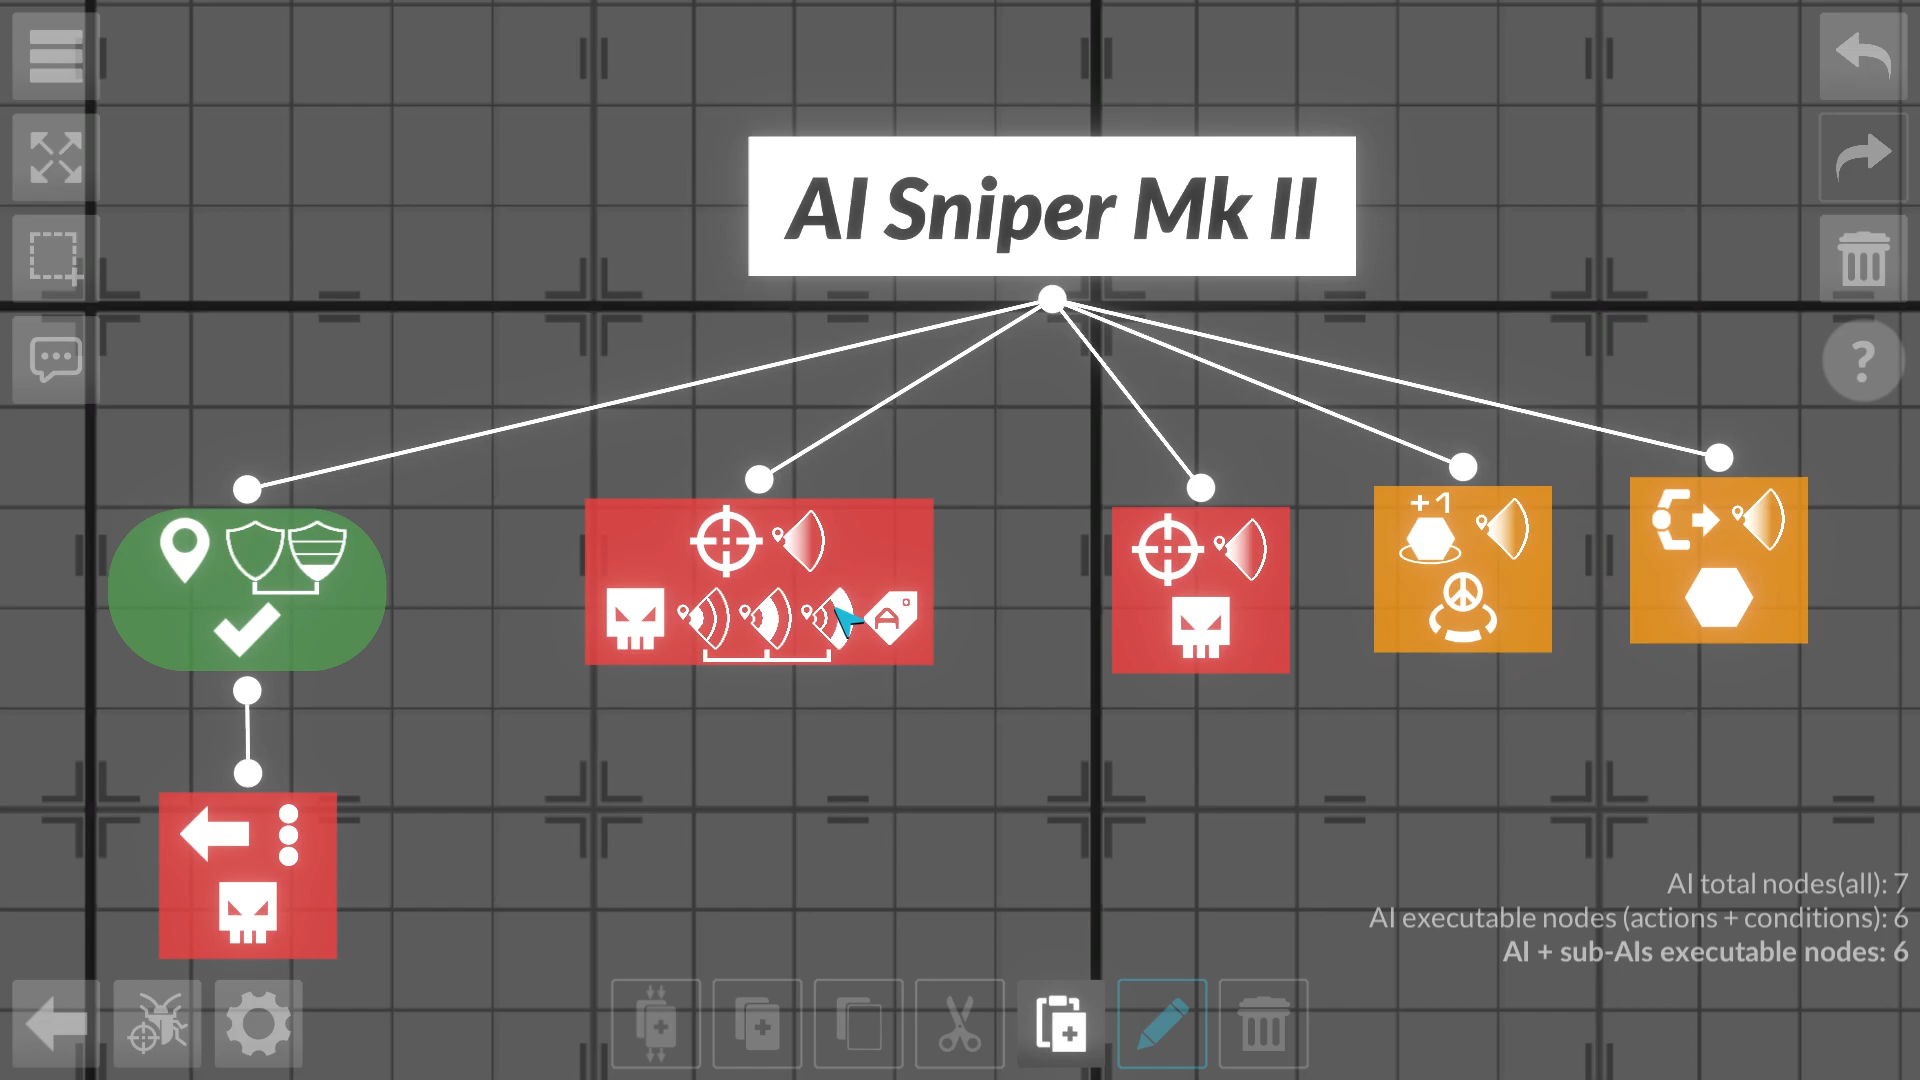 AI Sniper Mk II
?
+1
A
AI total nodes(all): 7
AI executable nodes (actions + conditions): 6
AI + sub-AIs executable nodes: 6